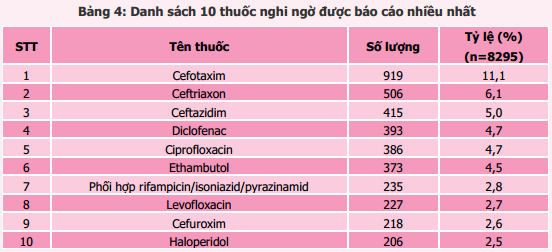 Bảng 4: Danh sách 10 thuốc nghi ngờ được báo cáo nhiều nhất
STT Tên thuốc Số lượng Tỷ lệ (%) (n=8295)
1 Cefotaxim 919 11,1
2 Ceftriaxon 506 6,1
3 Ceftazidim 415 5,0
4 Diclofenac 393 4,7
5 Ciprofloxacin 386 4,7
6 Ethambutol 373 4,5
7 Phối hợp rifampicin/isoniazid/pyrazinamid 235 2,8
8 Levofloxacin 227 2,7
9 Cefuroxim 218 2,6
10 Haloperidol 206 2,5